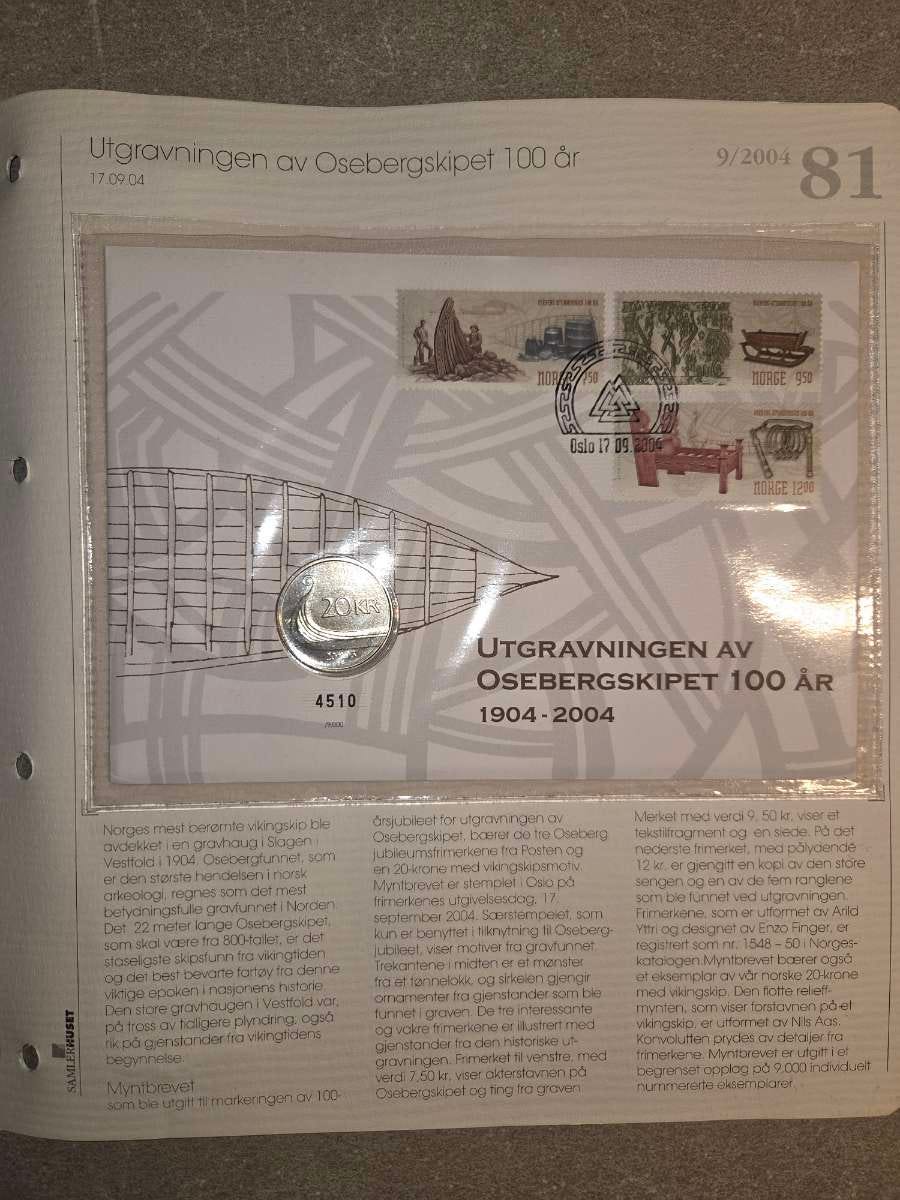 Utgravningen av Osebergskipet 100 år
17.09.04
9/2004 81
NORGE 750
NORGE 950
NORGE 1200
Oslo 17.09.2004
20 KR
4510
/9.000
UTGRAVNINGEN AV
OSEBERGSKIPET 100 ÅR
1904 - 2004
Norges mest berømte vikingskip ble
avdekket i en gravhaug i Slagen i
Vestfold i 1904. Osebergfunnet, som
er den største hendelsen i norsk
arkeologi, regnes som det mest
betydningsfulle gravfunnet i Norden.
Det 22 meter lange Osebergskipet,
som skal være fra 800-tallet, er det
staseligste skipsfunn fra vikingtiden
og det best bevarte fartøy fra denne
viktige epoken i nasjonens historie.
Den store gravhaugen i Vestfold var,
på tross av tidligere plyndring, også
rik på gjenstander fra vikingtidens
begynnelse.
Myntbrevet
som ble utgitt til markeringen av 100-
årsjubileet for utgravningen av
Osebergskipet, bærer de tre Oseberg
jubileumsfrimerkene fra Posten og
en 20-krone med vikingskipsmotiv.
Myntbrevet er stemplet i Oslo på
frimerkenes utgivelsesdag, 17.
september 2004. Særstempelet, som
kun er benyttet i tilknytning til Oseberg-
jubileet, viser motiver fra gravfunnet.
Trekantene i midten er et mønster
fra et tønnelokk, og sirkelen gjengir
ornamenter fra gjenstander som ble
funnet i graven. De tre interessante
og vakre frimerkene er illustrert med
gjenstander fra den historiske ut-
gravningen. Frimerket til venstre, med
verdi 7,50 kr, viser akterstavnen på
Osebergskipet og ting fra graven.
Merket med verdi 9, 50 kr, viser et
tekstilfragment og en slede. På det
nederste frimerket, med pålydende
12 kr, er gjengitt en kopi av den store
sengen og en av de fem ranglene
som ble funnet ved utgravningen.
Frimerkene, som er utformet av Arild
Yttri og designet av Enzo Finger, er
registrert som nr. 1548 - 50 i Norges-
katalogen.Myntbrevet bærer også
et eksemplar av vår norske 20-krone
med vikingskip. Den flotte relieff-
mynten, som viser forstavnen på et
vikingskip, er utformet av Nils Aas.
Konvolutten prydes av detaljer fra
frimerkene. Myntbrevet er utgitt i et
begrenset opplag på 9.000 individuelt
nummererte eksemplarer.
SAMLERHUSET